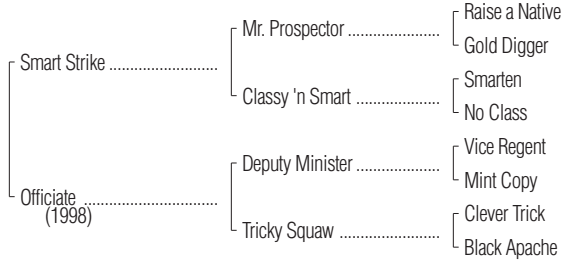 Raise a Native
Mr. Prospector ....................
Gold Digger
Smart Strike ..........................
Smarten
Classy 'n Smart ....................
No Class
Vice Regent
Deputy Minister ....................
Mint Copy
Officiate ................................
(1998)
Clever Trick
Tricky Squaw ........................
Black Apache